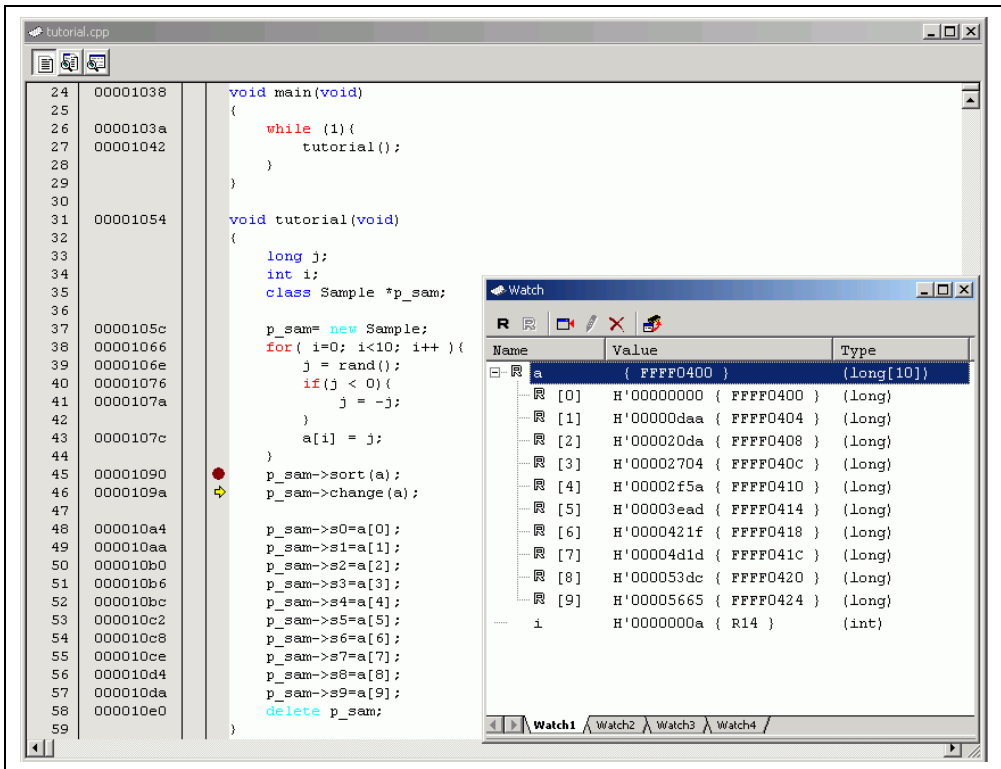 tutorial.cpp
24 00001038 void main(void)
25 {
26 0000103a while (1){
27 00001042 tutorial();
28 }
29 }
30
31 00001054 void tutorial(void)
32 {
33 long j;
34 int i;
35 class Sample *p_sam;
36
37 0000105c p_sam= new Sample;
38 00001066 for( i=0; i<10; i++ ){
39 0000106e j = rand();
40 00001076 if(j < 0){
41 0000107a j = -j;
42 }
43 0000107c a[i] = j;
44 }
45 00001090 p_sam->sort(a);
46 0000109a p_sam->change(a);
47
48 000010a4 p_sam->s0=a[0];
49 000010aa p_sam->s1=a[1];
50 000010b0 p_sam->s2=a[2];
51 000010b6 p_sam->s3=a[3];
52 000010bc p_sam->s4=a[4];
53 000010c2 p_sam->s5=a[5];
54 000010c8 p_sam->s6=a[6];
55 000010ce p_sam->s7=a[7];
56 000010d4 p_sam->s8=a[8];
57 000010da p_sam->s9=a[9];
58 000010e0 delete p_sam;
59 }
Watch
R R
Name Value Type
R a { FFFF0400 } (long[10])
R [0] H'00000000 { FFFF0400 } (long)
R [1] H'00000daa { FFFF0404 } (long)
R [2] H'000020da { FFFF0408 } (long)
R [3] H'00002704 { FFFF040C } (long)
R [4] H'00002f5a { FFFF0410 } (long)
R [5] H'00003ead { FFFF0414 } (long)
R [6] H'0000421f { FFFF0418 } (long)
R [7] H'00004d1d { FFFF041C } (long)
R [8] H'000053dc { FFFF0420 } (long)
R [9] H'00005665 { FFFF0424 } (long)
i H'0000000a { R14 } (int)
Watch1 Watch2 Watch3 Watch4